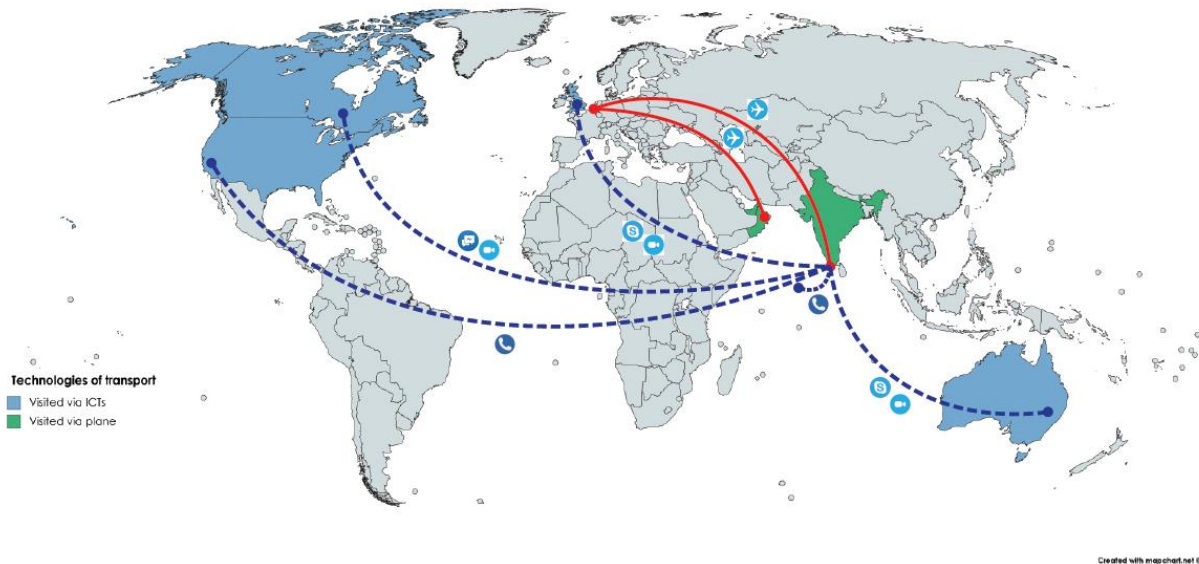 Technologies of transport
Visited via ICTs
Visited via plane
Created with mapchart.net ©